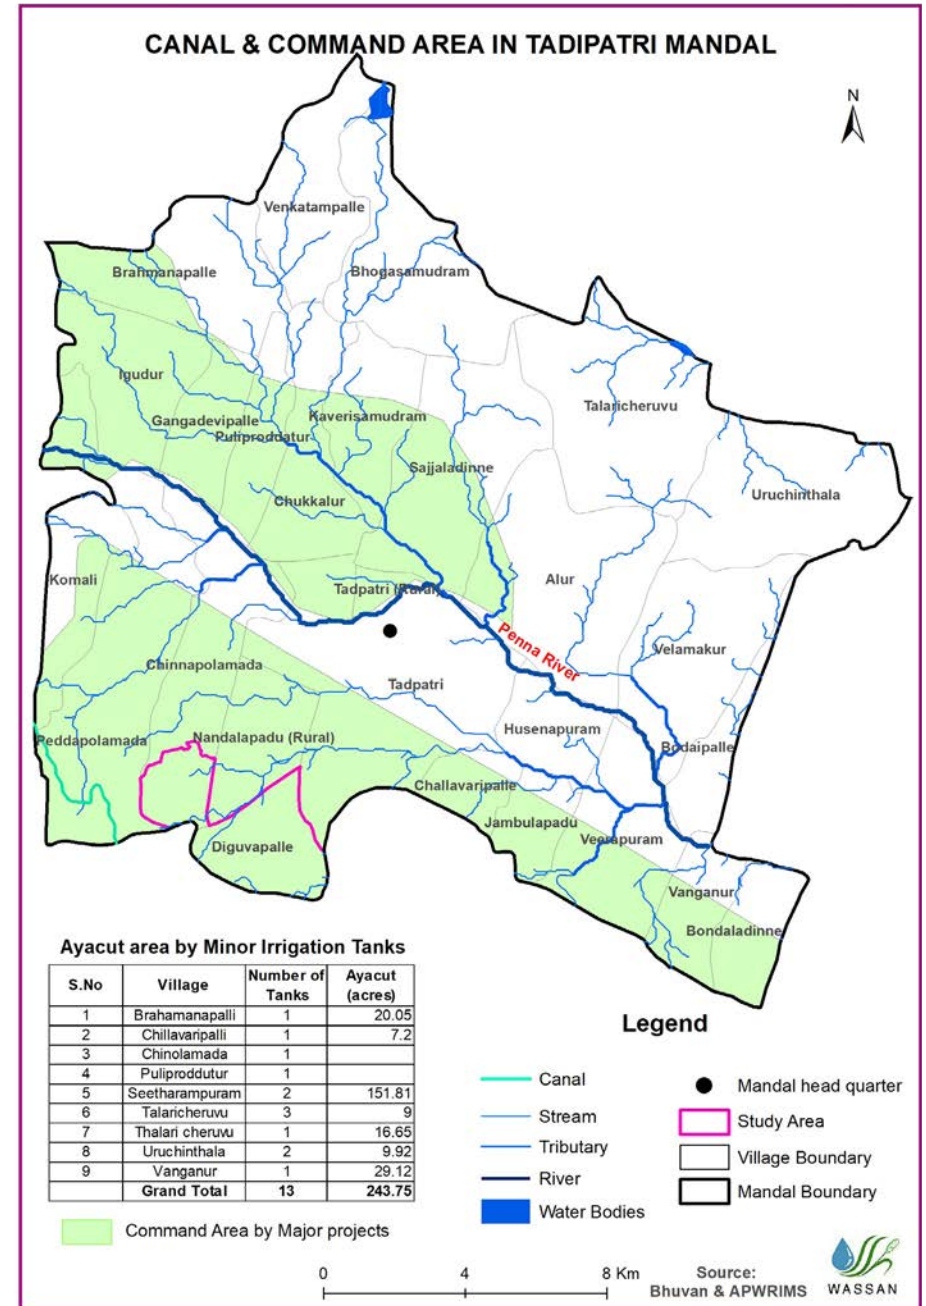 CANAL & COMMAND AREA IN TADIPATRI MANDAL
N
Venkatampalle
Brahmanapalle
Bhogasamudram
Igudur
Talaricheruvu
Gangadevipalle
Kaverisamudram
Puliproddatur
Sajjaladinne
Uruchinthala
Chukkalur
Komali
Tadpatri (Rural)
Alur
Penna River
Velamakur
Chinnapolamada
Tadpatri
Husenapuram
Peddapolamada
Nandalapadu (Rural)
Bodaipalle
Challavaripalle
Jambulapadu
Veerapuram
Diguvapalle
Vanganur
Bondaladinne
Ayacut area by Minor Irrigation Tanks
S.No Village Number of Tanks Ayacut (acres)
1 Brahamanapalli 1 20.05
2 Chillavaripalli 1 7.2
3 Chinolamada 1
4 Puliproddutur 1
5 Seetharampuram 2 151.81
6 Talaricheruvu 3 9
7 Thalari cheruvu 1 16.65
8 Uruchinthala 2 9.92
9 Vanganur 1 29.12
Grand Total 13 243.75
Command Area by Major projects
Legend
Canal
Stream
Tributary
River
Water Bodies
Mandal head quarter
Study Area
Village Boundary
Mandal Boundary
0 4 8 Km
Source:
Bhuvan & APWRIMS
WASSAN